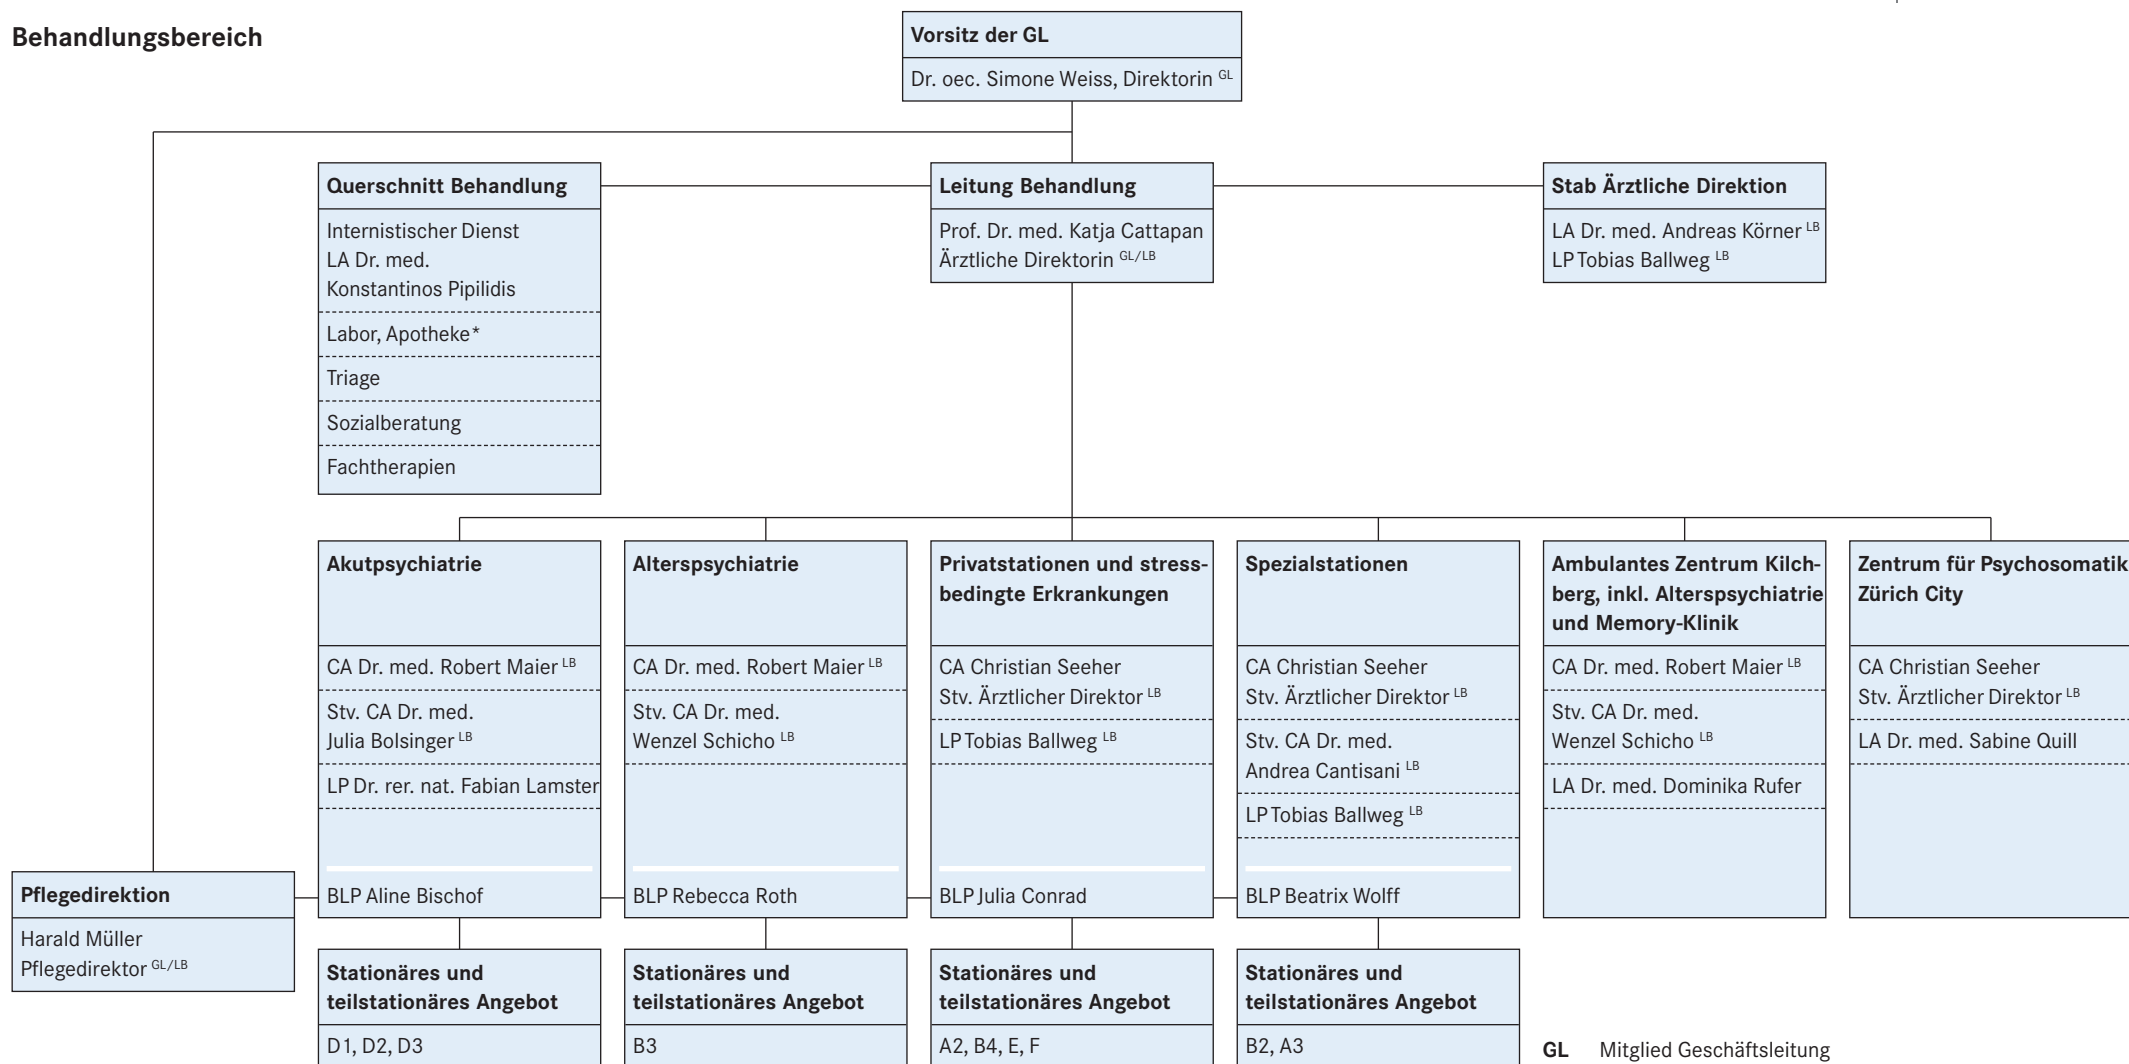 Behandlungsbereich
Vorsitz der GL
Dr. oec. Simone Weiss, Direktorin GL
Querschnitt Behandlung
Internistischer Dienst
LA Dr. med.
Konstantinos Pipilidis
Labor, Apotheke*
Triage
Sozialberatung
Fachtherapien
Leitung Behandlung
Prof. Dr. med. Katja Cattapan
Ärztliche Direktorin GL/LB
Stab Ärztliche Direktion
LA Dr. med. Andreas Körner LB
LP Tobias Ballweg LB
Akutpsychiatrie
CA Dr. med. Robert Maier LB
Stv. CA Dr. med.
Julia Bolsinger LB
LP Dr. rer. nat. Fabian Lamster
BLP Aline Bischof
Alterspsychiatrie
CA Dr. med. Robert Maier LB
Stv. CA Dr. med.
Wenzel Schicho LB
BLP Rebecca Roth
Privatstationen und stress-
bedingte Erkrankungen
CA Christian Seeher
Stv. Ärztlicher Direktor LB
LP Tobias Ballweg LB
BLP Julia Conrad
Spezialstationen
CA Christian Seeher
Stv. Ärztlicher Direktor LB
Stv. CA Dr. med.
Andrea Cantisani LB
LP Tobias Ballweg LB
BLP Beatrix Wolff
Ambulantes Zentrum Kilch-
berg, inkl. Alterspsychiatrie
und Memory-Klinik
CA Dr. med. Robert Maier LB
Stv. CA Dr. med.
Wenzel Schicho LB
LA Dr. med. Dominika Rufer
Zentrum für Psychosomatik
Zürich City
CA Christian Seeher
Stv. Ärztlicher Direktor LB
LA Dr. med. Sabine Quill
Pflegedirektion
Harald Müller
Pflegedirektor GL/LB
Stationäres und
teilstationäres Angebot
D1, D2, D3
Stationäres und
teilstationäres Angebot
B3
Stationäres und
teilstationäres Angebot
A2, B4, E, F
Stationäres und
teilstationäres Angebot
B2, A3
GL Mitglied Geschäftsleitung